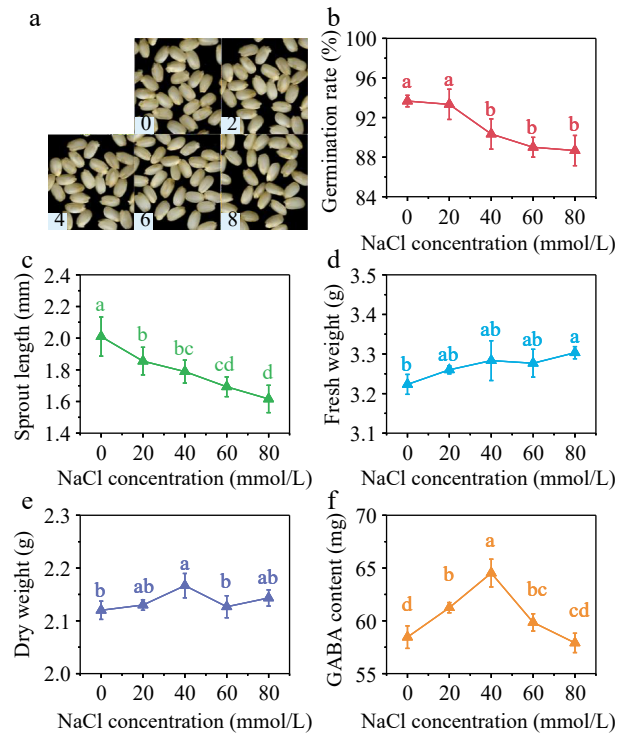 a
0
2
4
6
8
b
Germination rate (%)
100
96
92
88
84
a
a
b
b
b
0 20 40 60 80
NaCl concentration (mmol/L)
c
Sprout length (mm)
2.4
2.2
2.0
1.8
1.6
1.4
a
b
bc
cd
d
0 20 40 60 80
NaCl concentration (mmol/L)
d
Fresh weight (g)
3.5
3.4
3.3
3.2
3.1
b
ab
ab
ab
a
0 20 40 60 80
NaCl concentration (mmol/L)
e
Dry weight (g)
2.3
2.2
2.1
2.0
b
ab
a
b
ab
0 20 40 60 80
NaCl concentration (mmol/L)
f
GABA content (mg)
70
65
60
55
d
b
a
bc
cd
0 20 40 60 80
NaCl concentration (mmol/L)